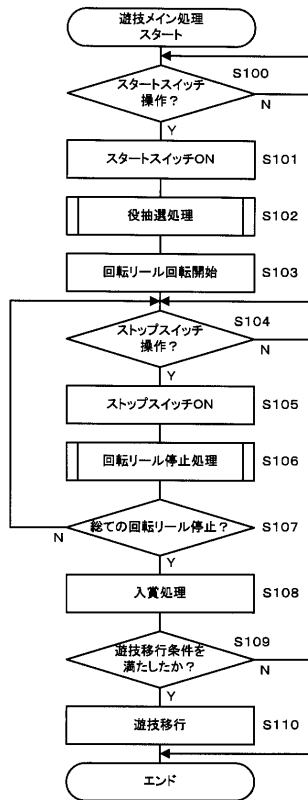 遊技メイン処理
スタート
S100
スタートスイッチ
操作？
N
Y
スタートスイッチON
S101
役抽選処理
S102
回転リール回転開始
S103
S104
ストップスイッチ
操作？
N
Y
ストップスイッチON
S105
回転リール停止処理
S106
総ての回転リール停止？
S107
N
Y
入賞処理
S108
S109
遊技移行条件を
満たしたか？
N
Y
遊技移行
S110
エンド